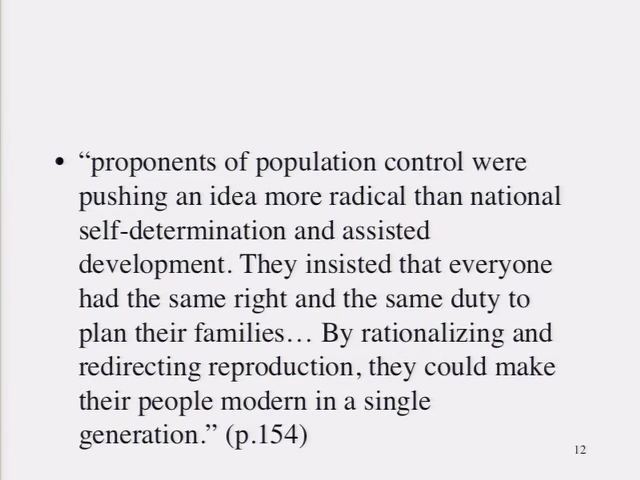 • “proponents of population control were
pushing an idea more radical than national
self-determination and assisted
development. They insisted that everyone
had the same right and the same duty to
plan their families… By rationalizing and
redirecting reproduction, they could make
their people modern in a single
generation.” (p.154)
12